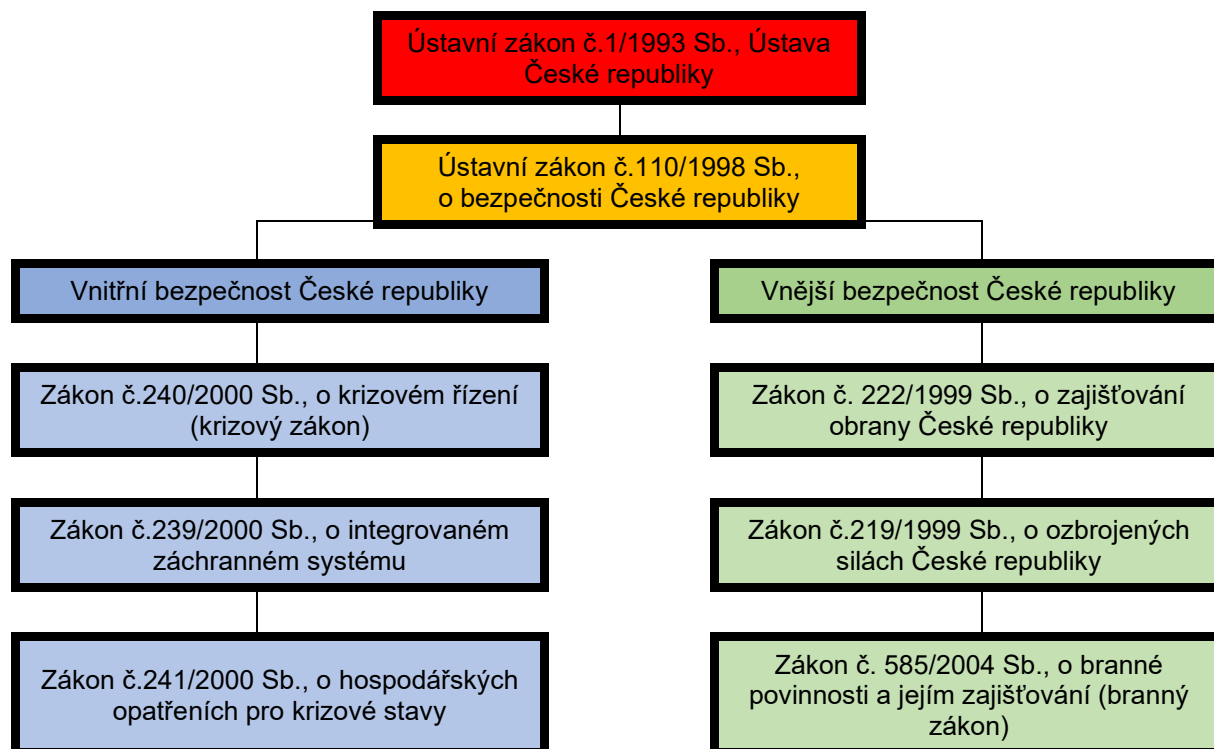 Ústavní zákon č.1/1993 Sb., Ústava
České republiky
Ústavní zákon č.110/1998 Sb.,
o bezpečnosti České republiky
Vnitřní bezpečnost České republiky
Vnější bezpečnost České republiky
Zákon č.240/2000 Sb., o krizovém řízení
(krizový zákon)
Zákon č. 222/1999 Sb., o zajišťování
obrany České republiky
Zákon č.239/2000 Sb., o integrovaném
záchranném systému
Zákon č.219/1999 Sb., o ozbrojených
silách České republiky
Zákon č.241/2000 Sb., o hospodářských
opatřeních pro krizové stavy
Zákon č. 585/2004 Sb., o branné
povinnosti a jejím zajišťování (branný
zákon)